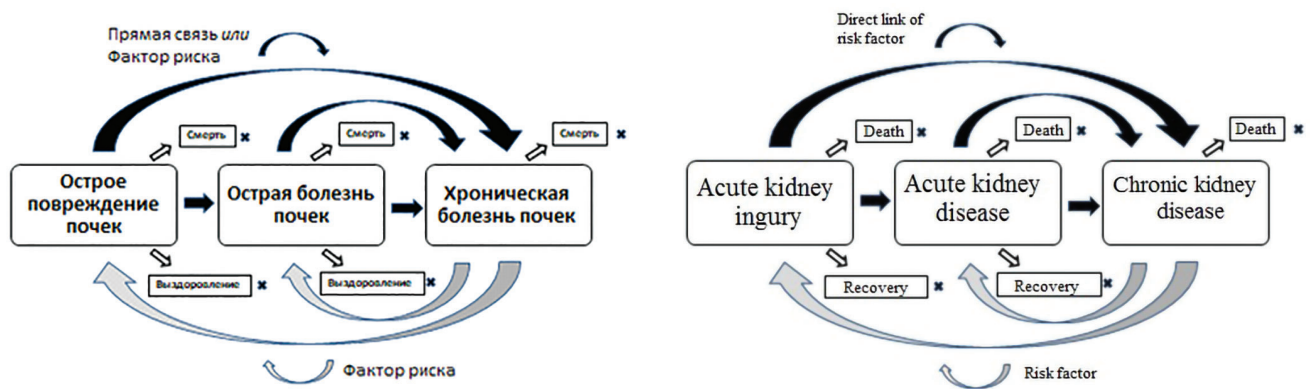 Прямая связь или
Фактор риска
Смерть
Смерть
Смерть
Острое
повреждение
почек
Острая болезнь
почек
Хроническая
болезнь почек
Выздоровление
Выздоровление
Фактор риска
Direct link of
risk factor
Death
Death
Death
Acute kidney
ingury
Acute kidney
disease
Chronic kidney
disease
Recovery
Recovery
Risk factor